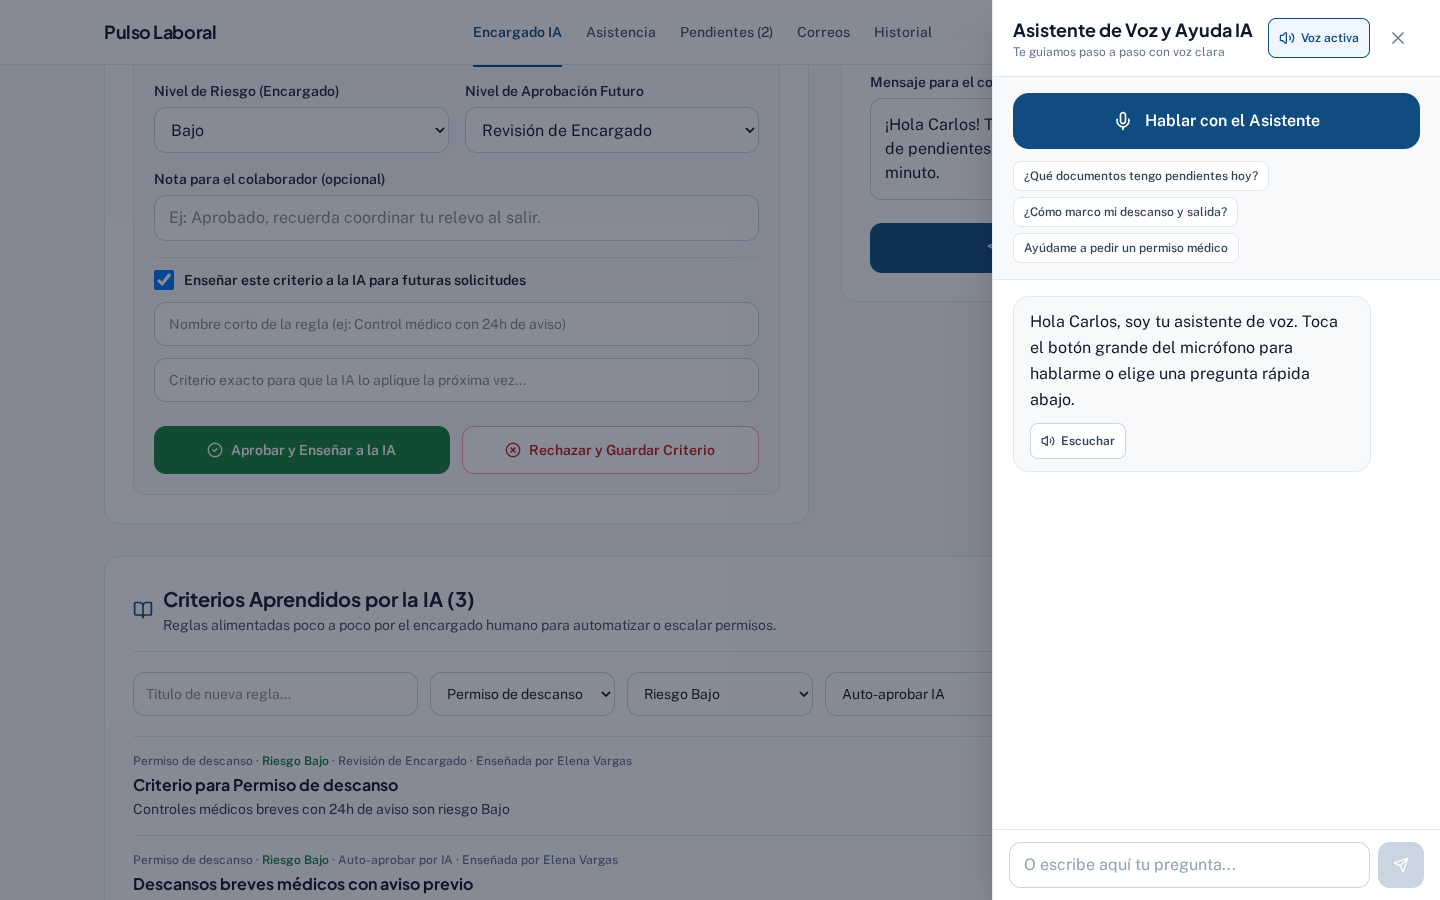 Pulso Laboral
Encargado IA
Asistencia
Pendientes (2)
Correos
Historial
Nivel de Riesgo (Encargado)
Nivel de Aprobación Futuro
Bajo
Revisión de Encargado
Nota para el colaborador (opcional)
Ej: Aprobado, recuerda coordinar tu relevo al salir.
Enseñar este criterio a la IA para futuras solicitudes
Nombre corto de la regla (ej: Control médico con 24h de aviso)
Criterio exacto para que la IA lo aplique la próxima vez...
Aprobar y Enseñar a la IA
Rechazar y Guardar Criterio
Mensaje para el co
¡Hola Carlos! T
de pendientes
minuto.
Criterios Aprendidos por la IA (3)
Reglas alimentadas poco a poco por el encargado humano para automatizar o escalar permisos.
Título de nueva regla...
Permiso de descanso
Riesgo Bajo
Auto-aprobar IA
Permiso de descanso · Riesgo Bajo · Revisión de Encargado · Enseñada por Elena Vargas
Criterio para Permiso de descanso
Controles médicos breves con 24h de aviso son riesgo Bajo
Permiso de descanso · Riesgo Bajo · Auto-aprobar por IA · Enseñada por Elena Vargas
Descansos breves médicos con aviso previo
Asistente de Voz y Ayuda IA
Te guiamos paso a paso con voz clara
Voz activa
Hablar con el Asistente
¿Qué documentos tengo pendientes hoy?
¿Cómo marco mi descanso y salida?
Ayúdame a pedir un permiso médico
Hola Carlos, soy tu asistente de voz. Toca
el botón grande del micrófono para
hablarme o elige una pregunta rápida
abajo.
Escuchar
O escribe aquí tu pregunta...